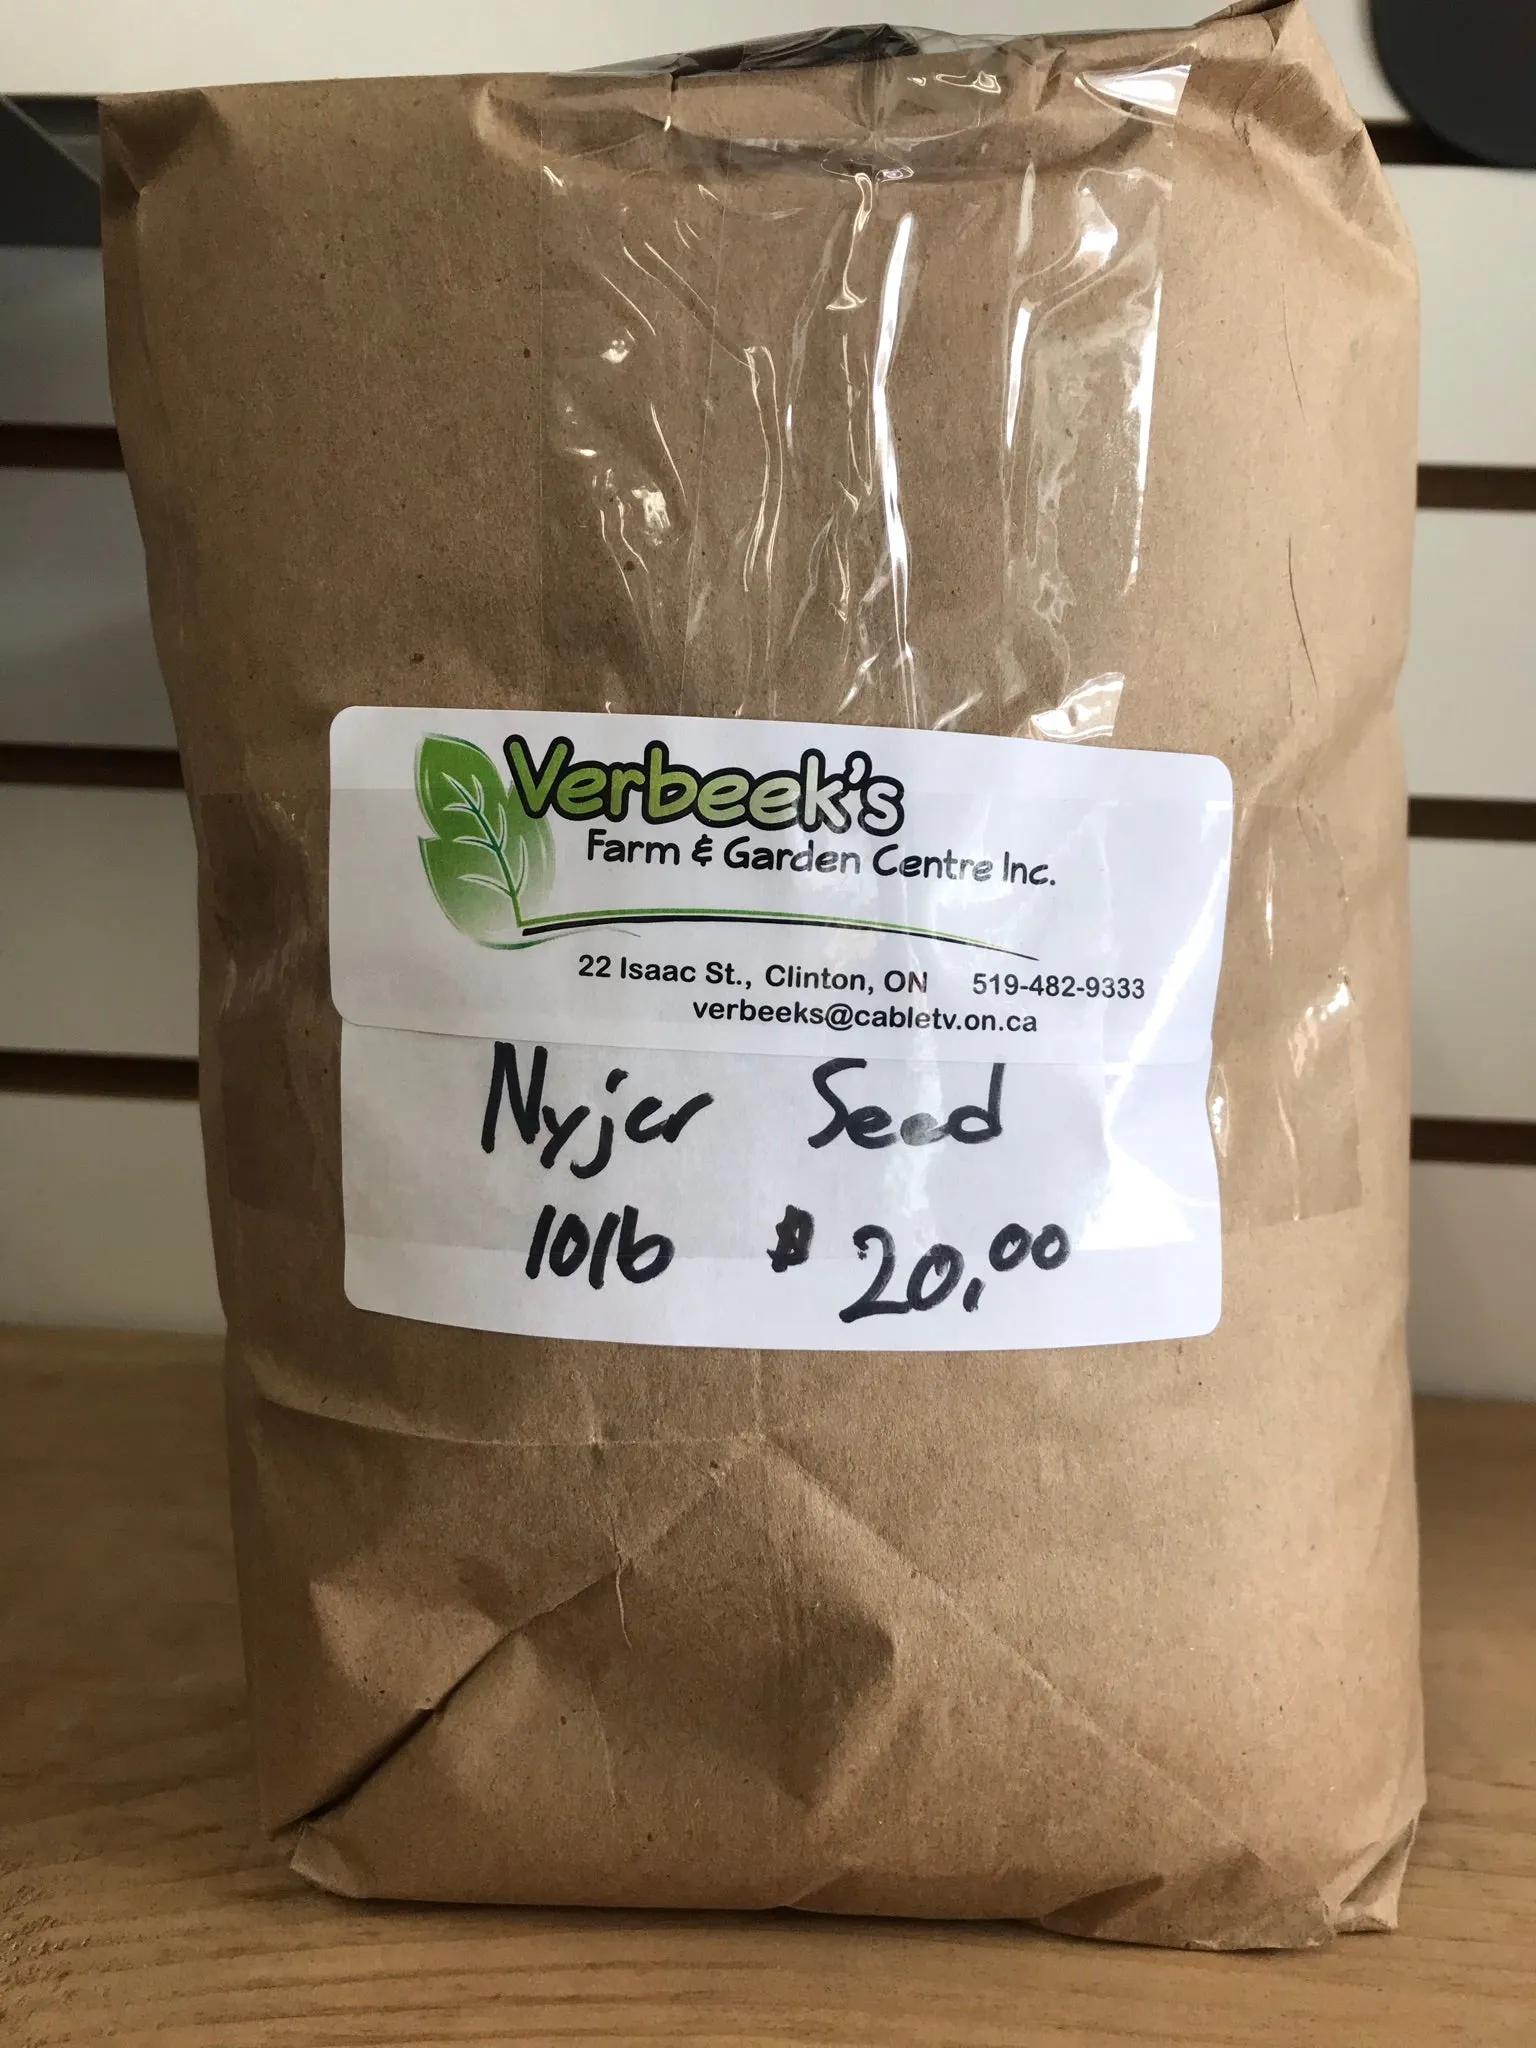 Verbeek's
Farm & Garden Centre Inc.
22 Isaac St., Clinton, ON 519-482-9333
verbeeks@cabletv.on.ca
Nyjer Seed
10lb $20.00